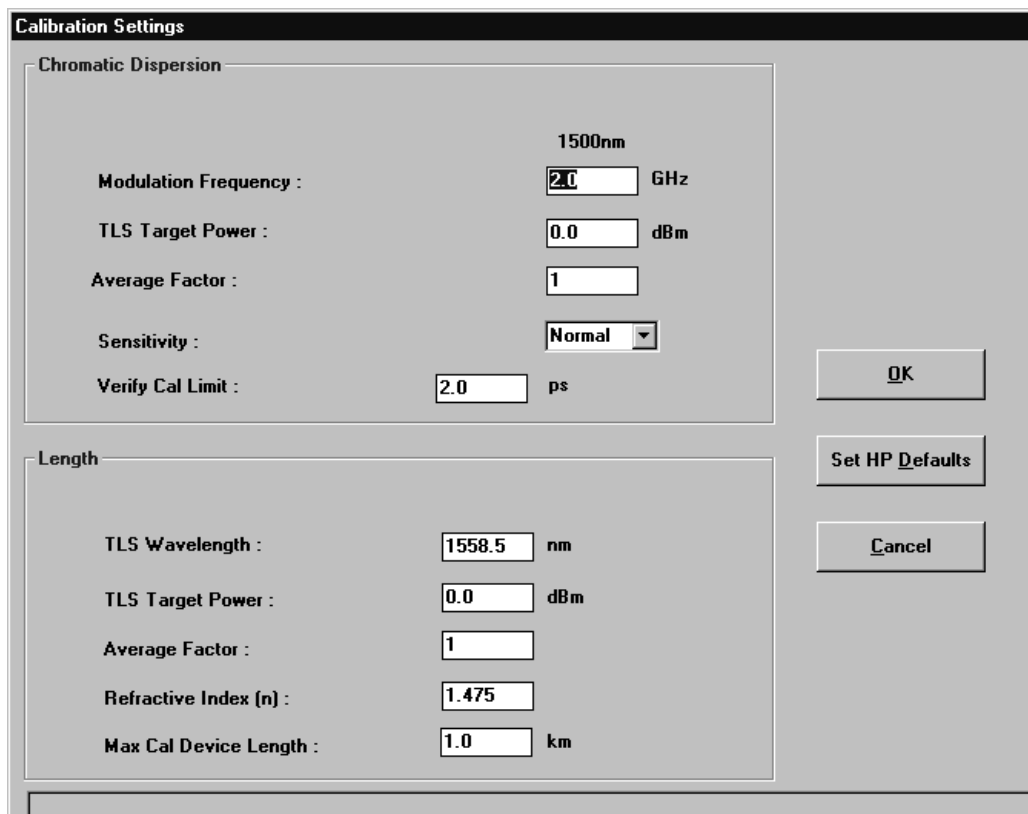 Calibration Settings
Chromatic Dispersion
1500nm
Modulation Frequency : 2.0 GHz
TLS Target Power : 0.0 dBm
Average Factor : 1
Sensitivity : Normal
Verify Cal Limit : 2.0 ps
OK
Set HP Defaults
Cancel
Length
TLS Wavelength : 1558.5 nm
TLS Target Power : 0.0 dBm
Average Factor : 1
Refractive Index (n) : 1.475
Max Cal Device Length : 1.0 km